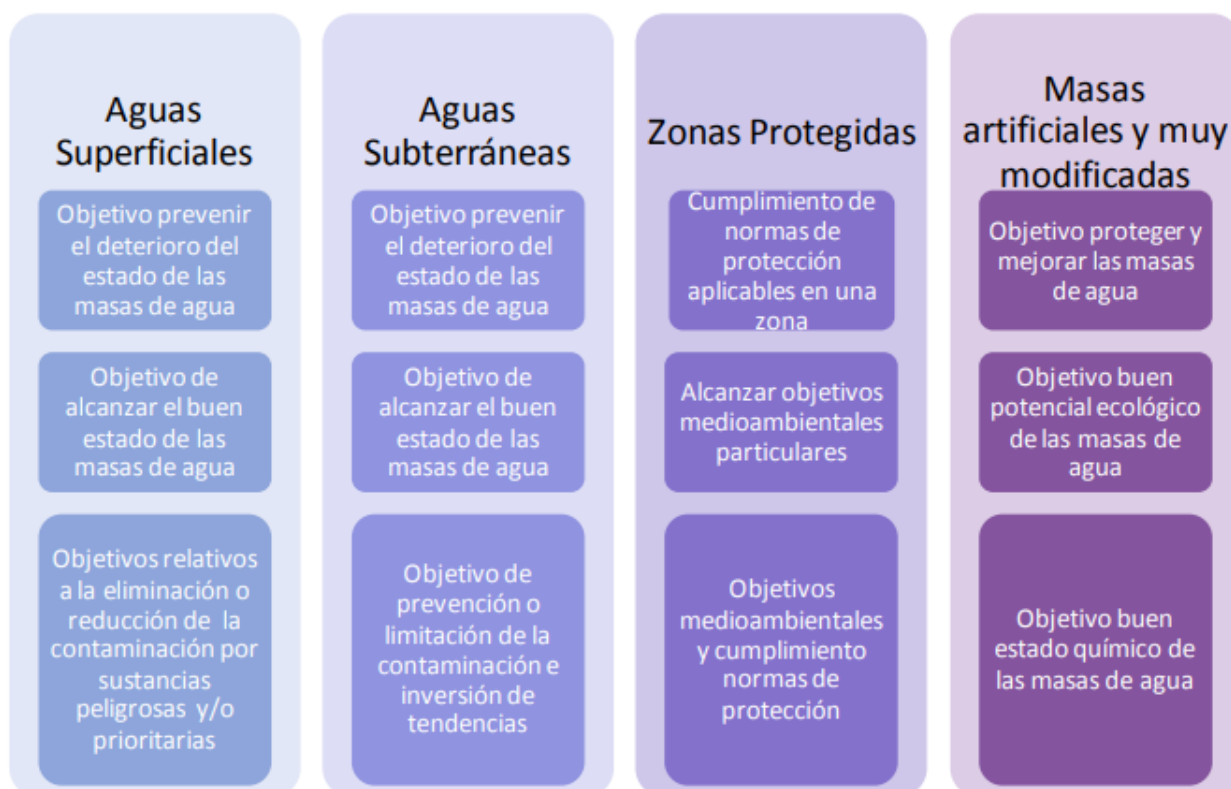 Aguas
Superficiales
Objetivo prevenir
el deterioro del
estado de las
masas de agua
Objetivo de
alcanzar el buen
estado de las
masas de agua
Objetivos relativos
a la eliminación o
reducción de la
contaminación por
sustancias
peligrosas y/o
prioritarias
Aguas
Subterráneas
Objetivo prevenir
el deterioro del
estado de las
masas de agua
Objetivo de
alcanzar el buen
estado de las
masas de agua
Objetivo de
prevención o
limitación de la
contaminación e
inversión de
tendencias
Zonas Protegidas
Cumplimiento de
normas de
protección
aplicables en una
zona
Alcanzar objetivos
medioambientales
particulares
Objetivos
medioambientales
y cumplimiento
normas de
protección
Masas
artificiales y muy
modificadas
Objetivo proteger y
mejorar las masas
de agua
Objetivo buen
potencial ecológico
de las masas de
agua
Objetivo buen
estado químico de
las masas de agua